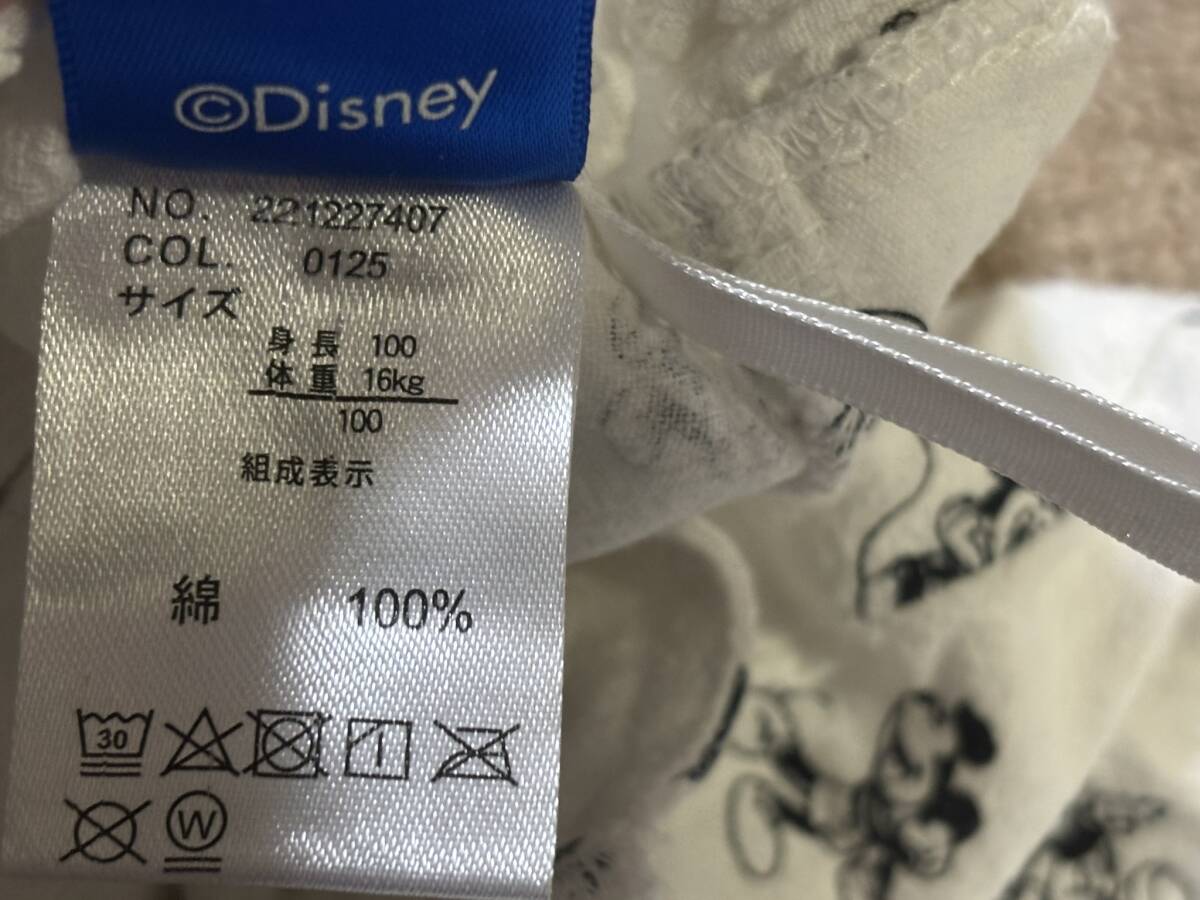 ©Disney
NO. 221227407
COL. 0125
サイズ
身長 100
体重 16kg
100
組成表示
綿 100%
30
W